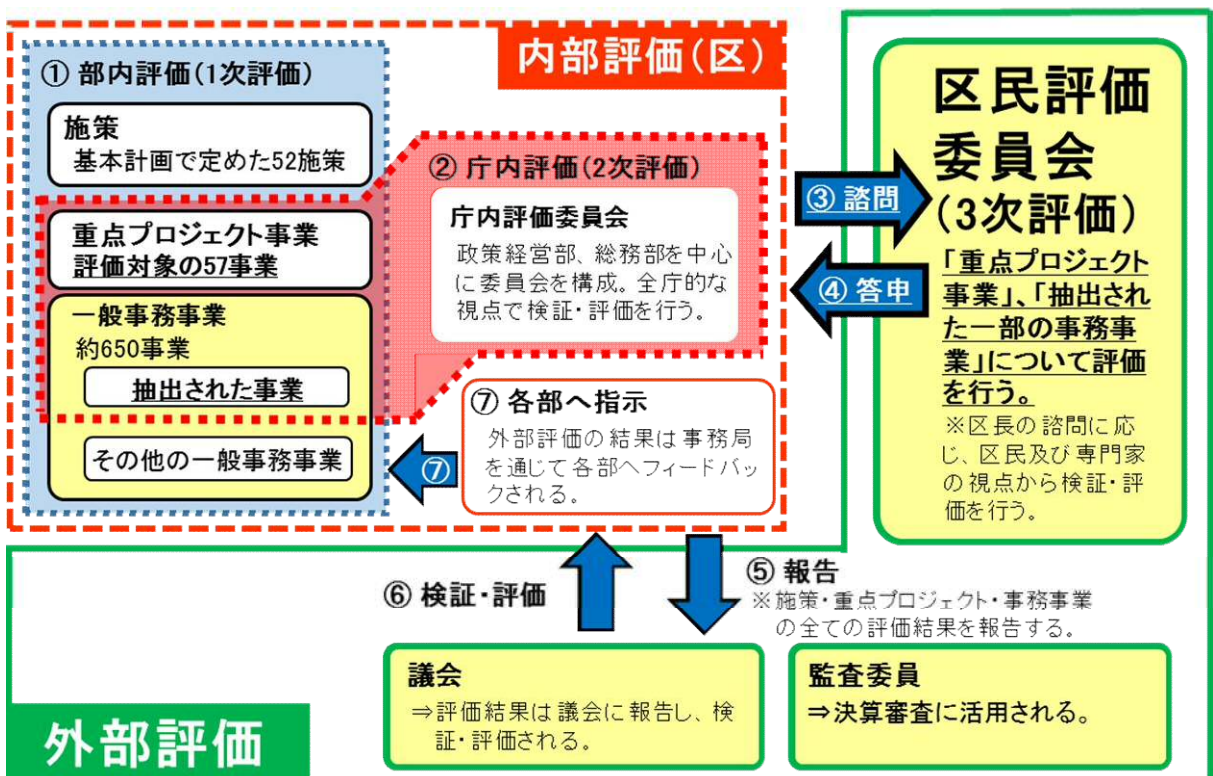 内部評価(区)
① 部内評価(1次評価)
施策
基本計画で定めた52施策
重点プロジェクト事業
評価対象の57事業
一般事務事業
約650事業
抽出された事業
その他の一般事務事業
② 庁内評価(2次評価)
庁内評価委員会
政策経営部、総務部を中心
に委員会を構成。全庁的な
視点で検証・評価を行う。
⑦ 各部へ指示
外部評価の結果は事務局
を通じて各部へフィードバッ
クされる。
⑦
③ 諮問
④ 答申
区民評価
委員会
(3次評価)
「重点プロジェクト
事業」、「抽出され
た一部の事務事
業」について評価
を行う。
※区長の諮問に応
じ、区民及び専門家
の視点から検証・評
価を行う。
⑥ 検証・評価
⑤ 報告
※施策・重点プロジェクト・事務事業
の全ての評価結果を報告する。
議会
⇒評価結果は議会に報告し、検
証・評価される。
監査委員
⇒決算審査に活用される。
外部評価